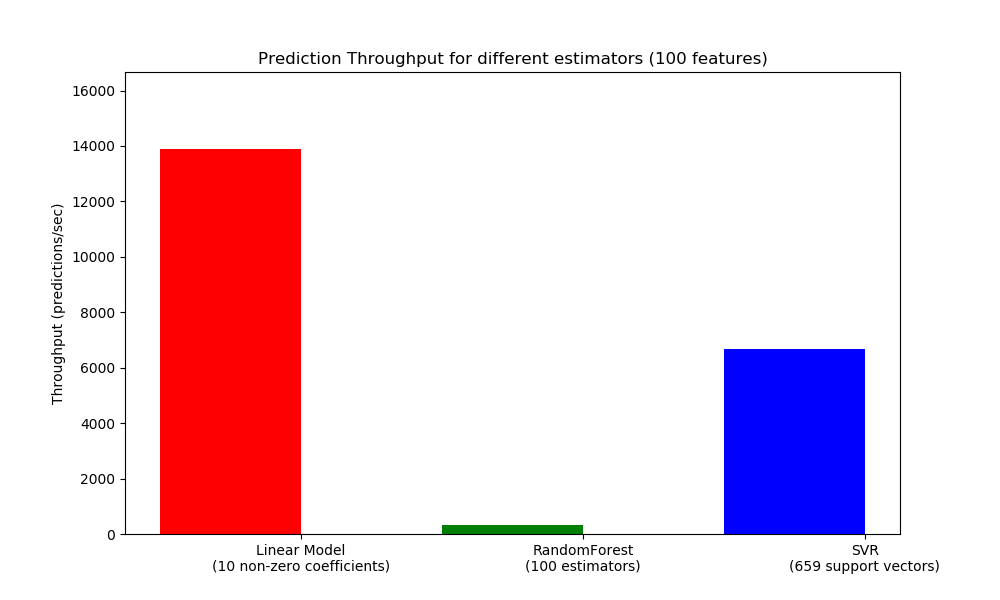 Prediction Throughput for different estimators (100 features)
Throughput (predictions/sec)
16000
14000
12000
10000
8000
6000
4000
2000
0
Linear Model
(10 non-zero coefficients)
RandomForest
(100 estimators)
SVR
(659 support vectors)